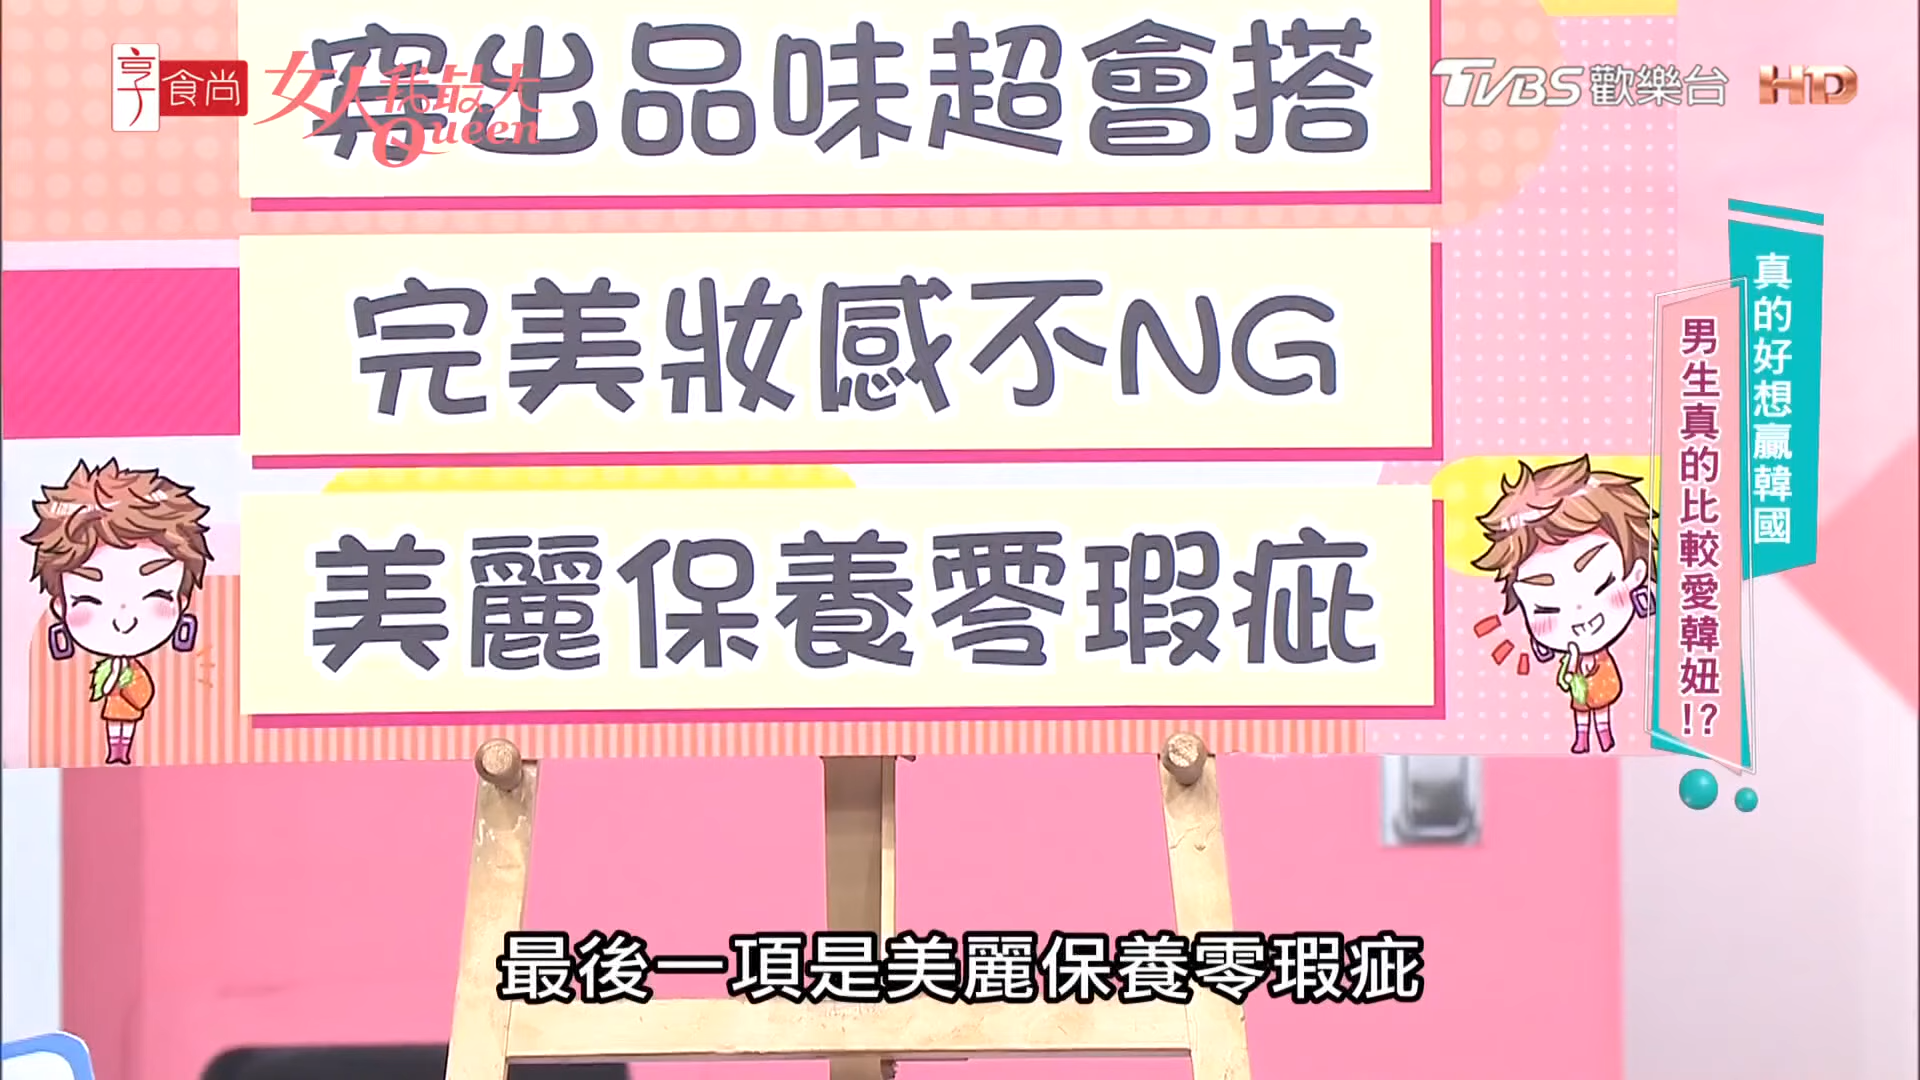 享食尚
女人我最大
Queen
TVBS歡樂台 HD
突出品味超會搭
完美妝感不NG
美麗保養零瑕疵
真的好想贏韓國
男生真的比較愛韓妞!?
最後一項是美麗保養零瑕疵